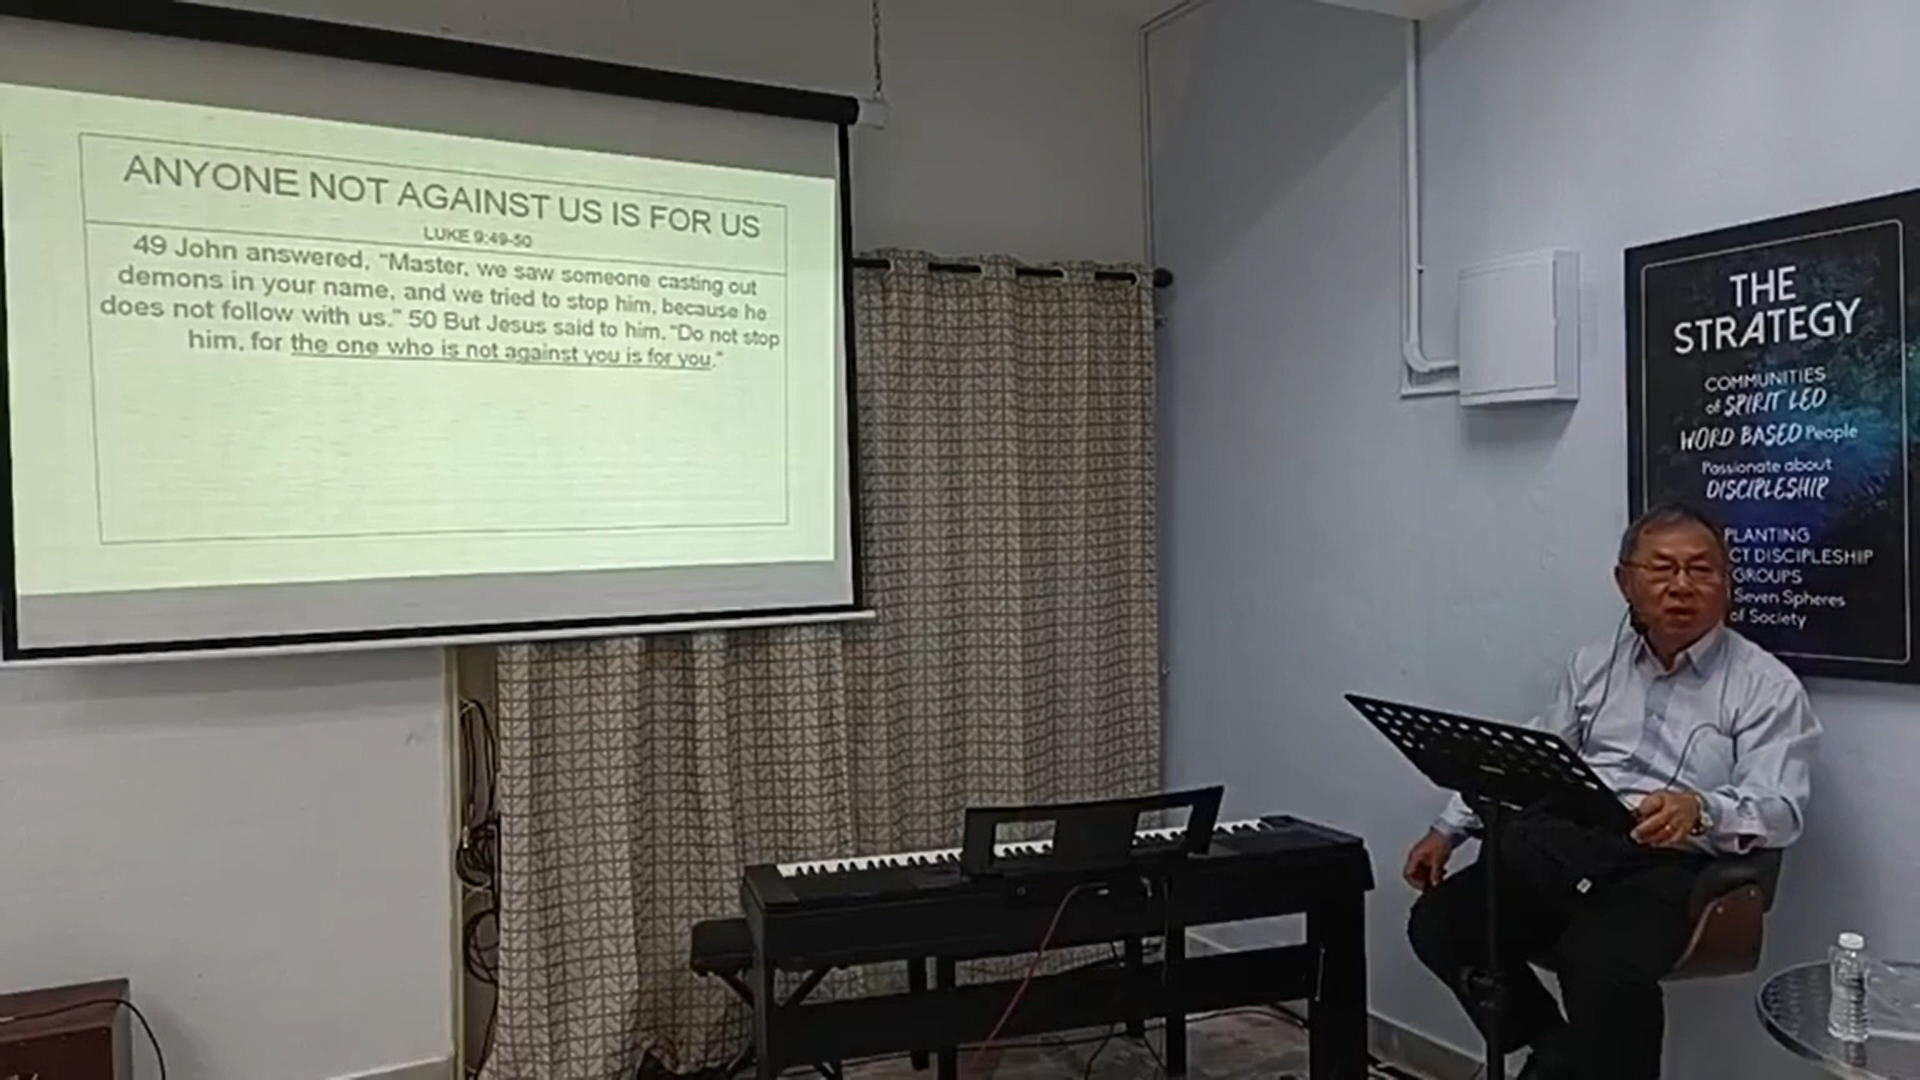 ANYONE NOT AGAINST US IS FOR US
LUKE 9:49-50
49 John answered, "Master, we saw someone casting out
demons in your name, and we tried to stop him, because he
does not follow with us." 50 But Jesus said to him, "Do not stop
him, for the one who is not against you is for you."
THE
STRATEGY
COMMUNITIES
of SPIRIT LED
WORD BASED People
Passionate about
DISCIPLESHIP
PLANTING
CT DISCIPLESHIP
GROUPS
Seven Spheres
of Society